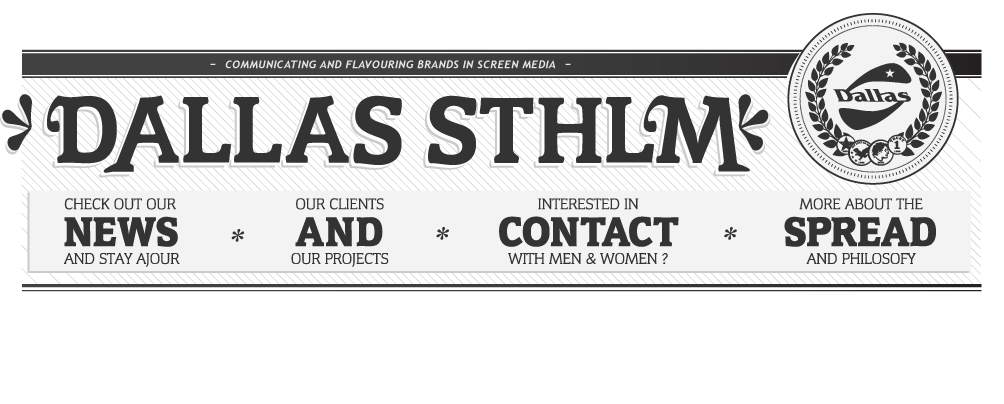 – COMMUNICATING AND FLAVOURING BRANDS IN SCREEN MEDIA –
Dallas
1
DALLAS STHLM
CHECK OUT OUR
NEWS
AND STAY AJOUR
*
OUR CLIENTS
AND
OUR PROJECTS
*
INTERESTED IN
CONTACT
WITH MEN & WOMEN ?
*
MORE ABOUT THE
SPREAD
AND PHILOSOFY